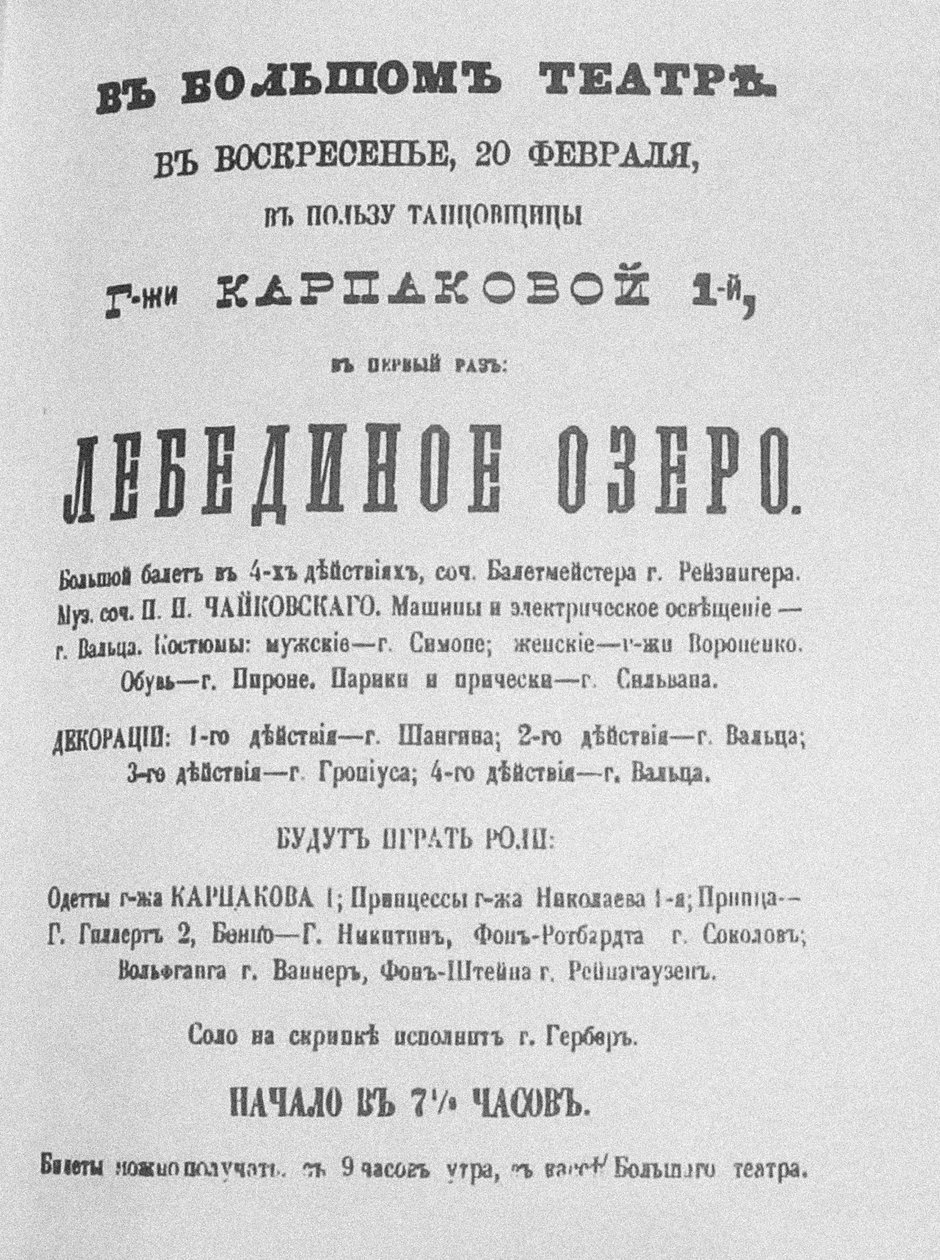 ВЪ БОЛЬШОМЪ ТЕАТРѢ.
ВЪ ВОСКРЕСЕНЬЕ, 20 ФЕВРАЛЯ,
ВЪ ПОЛЬЗУ ТАНЦОВЩИЦЫ
Г-жи КАРПАКОВОЙ 1-й,
ВЪ ПЕРВЫЙ РАЗЪ:
ЛЕБЕДИНОЕ ОЗЕРО.
Большой балетъ въ 4-хъ дѣйствіяхъ, соч. Балетмейстера г. Рейзингера.
Муз. соч. П. П. ЧАЙКОВСКАГО. Машины и электрическое освѣщеніе —
г. Вальца. Костюмы: мужскіе—г. Симоне; женскіе—г-жи Вороненко.
Обувь—г. Пироне. Парики и прически—г. Сильвана.
ДЕКОРАЦІИ: 1-го дѣйствія—г. Шангина; 2-го дѣйствія—г. Вальца;
3-го дѣйствія—г. Гропіуса; 4-го дѣйствія—г. Вальца.
БУДУТЪ ИГРАТЬ РОЛИ:
Одетты г-жа КАРПАКОВА 1; Принцессы г-жа Николаева 1-я; Принца—
Г. Гиллертъ 2, Бенно—Г. Никитинъ, Фонъ-Ротбардта г. Соколовъ;
Вольфганга г. Ваннеръ, Фонъ-Штейна г. Рейнзгаузенъ.
Соло на скрипкѣ исполнитъ г. Герберъ.
НАЧАЛО ВЪ 7½ ЧАСОВЪ.
Билеты можно получать, съ 9 часовъ утра, въ кассѣ Большаго театра.